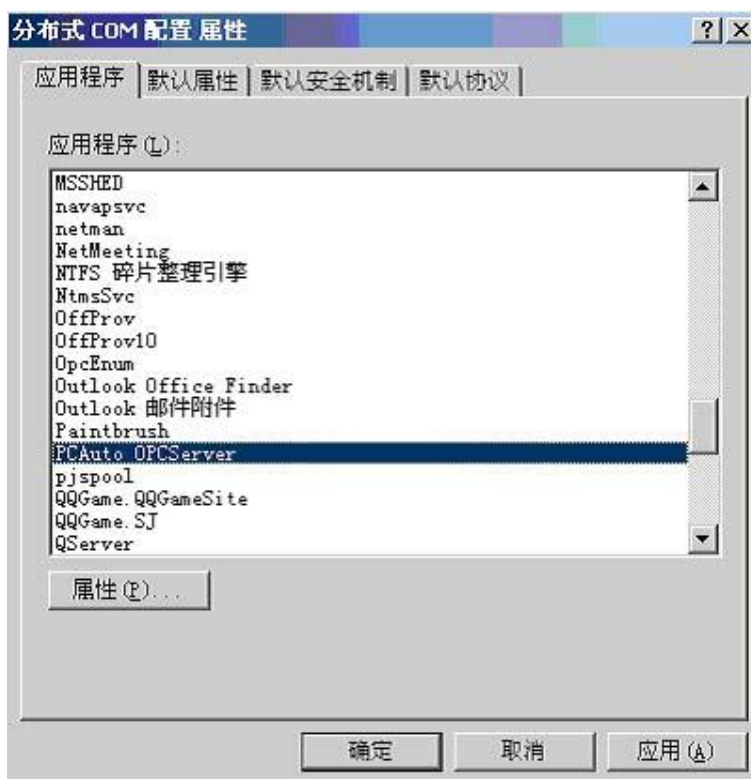 分布式 COM 配置 属性
应用程序 默认属性 默认安全机制 默认协议
应用程序(L):
MSSHED
navapsvc
netman
NetMeeting
NTFS 碎片整理引擎
NtmsSvc
OffProv
OffProv10
OpcEnum
Outlook Office Finder
Outlook 邮件附件
Paintbrush
PCAuto OPCServer
pjspool
QQGame.QQGameSite
QQGame.SJ
QServer
属性(P)...
确定 取消 应用(A)